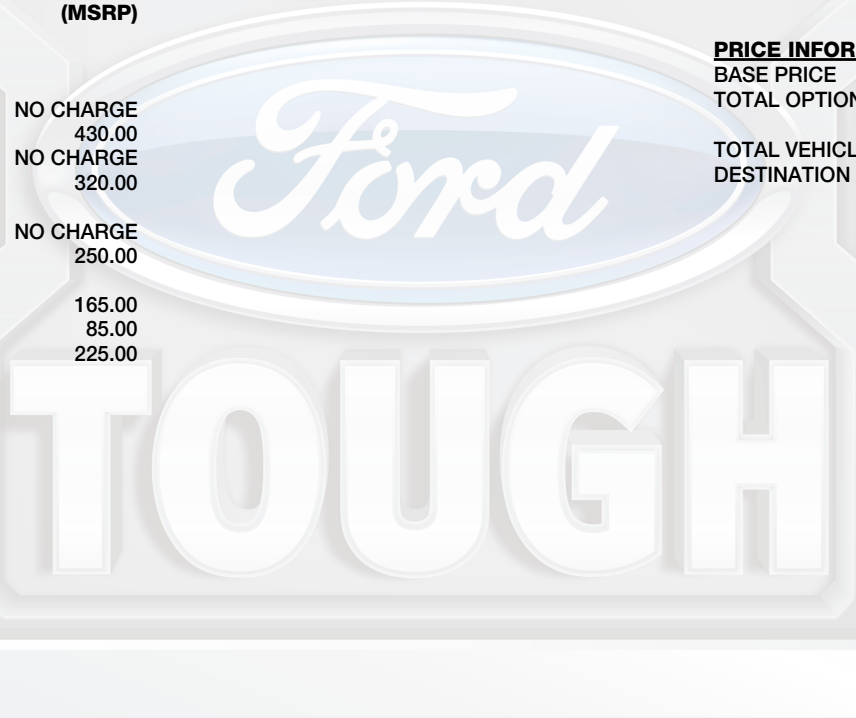 (MSRP)
NO CHARGE
430.00
NO CHARGE
320.00
NO CHARGE
250.00
165.00
85.00
225.00
PRICE INFOR
BASE PRICE
TOTAL OPTION
TOTAL VEHICL
DESTINATION
Ford
TOUGH